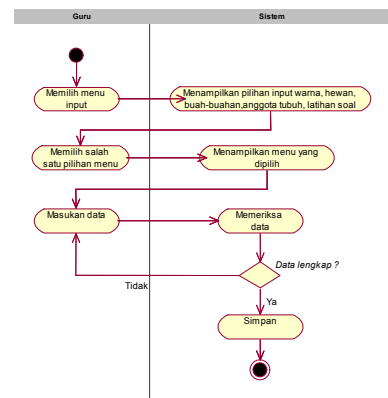 Guru
Sistem
Memilih menu
input
Menampilkan pilihan input warna, hewan,
buah-buahan,anggota tubuh, latihan soal
Memilih salah
satu pilihan menu
Menampilkan menu yang
dipilih
Masukan data
Memeriksa
data
Data lengkap ?
Tidak
Ya
Simpan